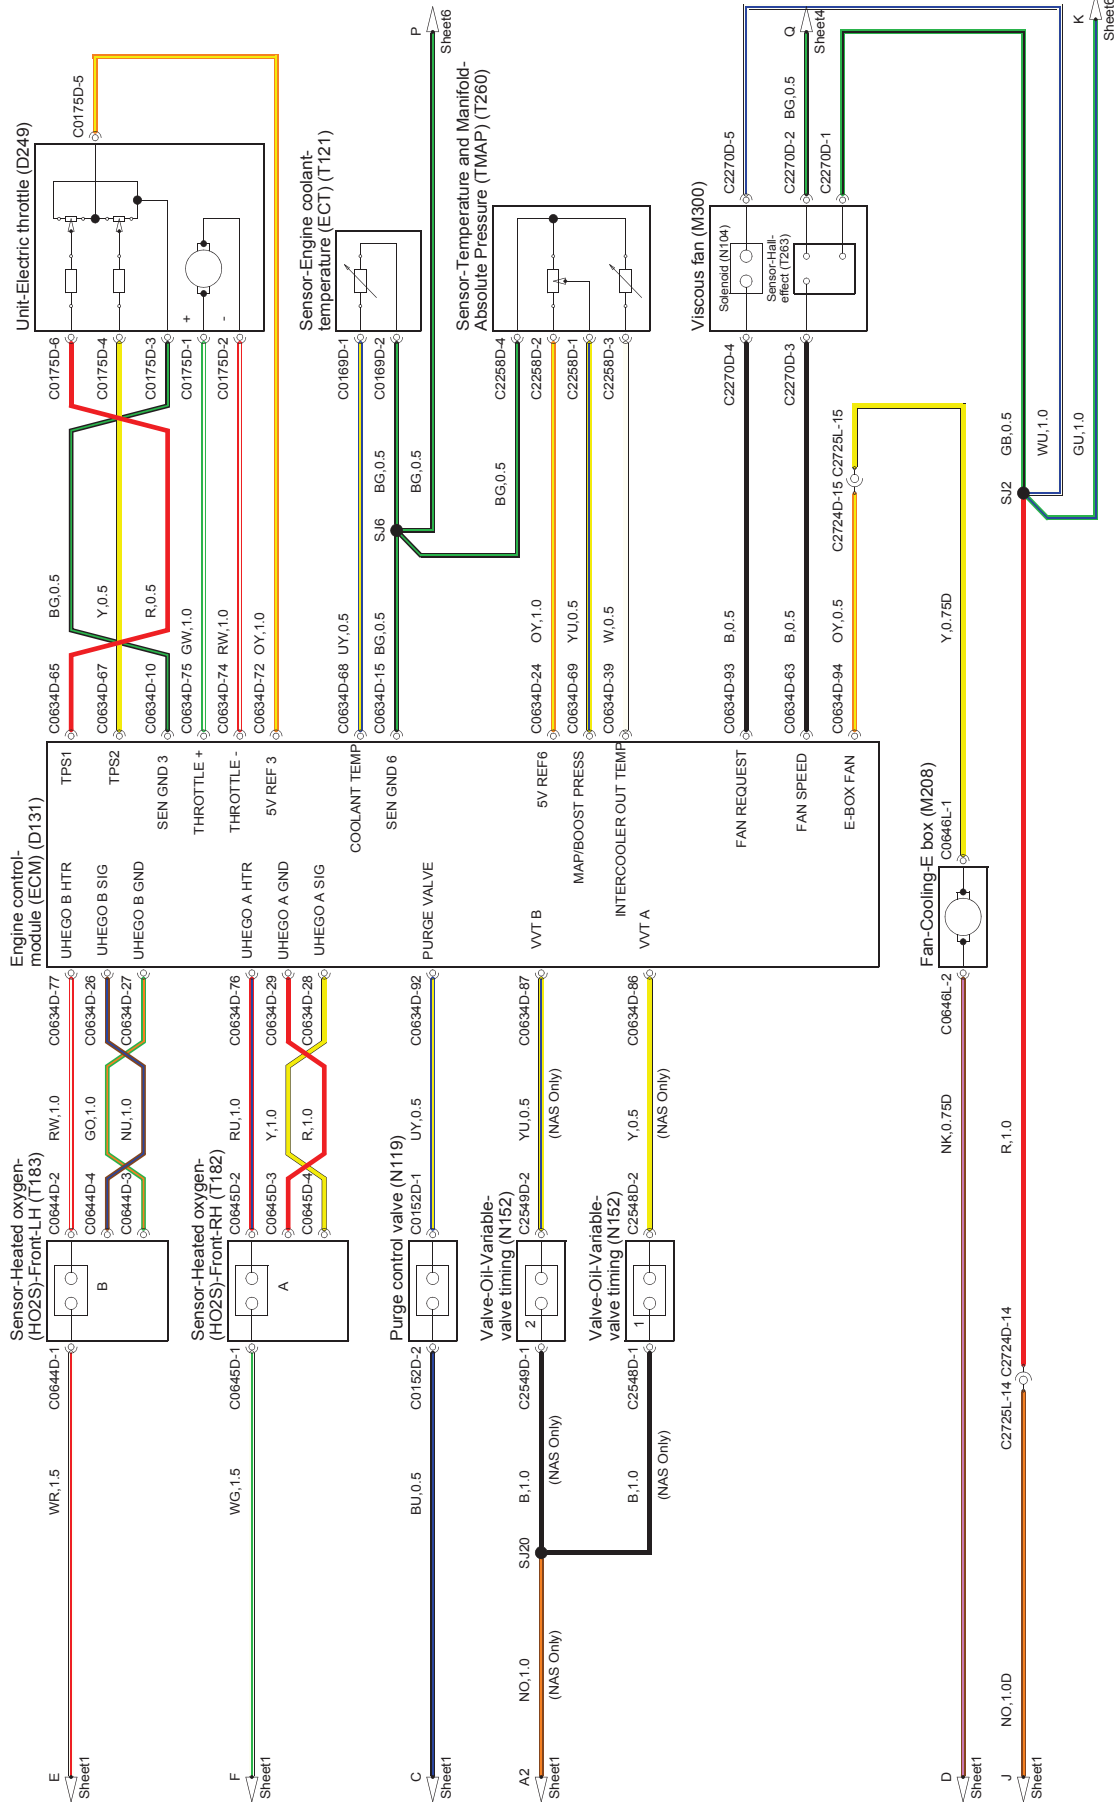 Unit-Electric throttle (D249)
C0175D-5
C0175D-6
C0175D-4
C0175D-3
C0175D-1
C0175D-2
+
-
BG,0.5
Y,0.5
R,0.5
GW,1.0
RW,1.0
OY,1.0
C0634D-65
C0634D-67
C0634D-10
C0634D-75
C0634D-74
C0634D-72
Sensor-Engine coolant-
temperature (ECT) (T121)
C0169D-1
C0169D-2
P
Sheet6
BG,0.5
BG,0.5
SJ6
UY,0.5
BG,0.5
C0634D-68
C0634D-15
Sensor-Temperature and Manifold-
Absolute Pressure (TMAP) (T260)
C2258D-4
C2258D-2
C2258D-1
C2258D-3
BG,0.5
OY,1.0
YU,0.5
W,0.5
C0634D-24
C0634D-69
C0634D-39
Viscous fan (M300)
Solenoid (N104)
Sensor-Hall-
effect (T263)
C2270D-5
C2270D-2
C2270D-1
BG,0.5
Q
Sheet4
K
Sheet6
C2270D-4
C2270D-3
B,0.5
B,0.5
OY,0.5
C0634D-93
C0634D-63
C0634D-94
C2724D-15
C2725L-15
Y,0.75D
GB,0.5
WU,1.0
GU,1.0
SJ2
Engine control-
module (ECM) (D131)
TPS1
TPS2
SEN GND 3
THROTTLE +
THROTTLE -
5V REF 3
COOLANT TEMP
SEN GND 6
5V REF6
MAP/BOOST PRESS
INTERCOOLER OUT TEMP
FAN REQUEST
FAN SPEED
E-BOX FAN
UHEGO B HTR
UHEGO B SIG
UHEGO B GND
UHEGO A HTR
UHEGO A GND
UHEGO A SIG
PURGE VALVE
VVT B
VVT A
C0634D-77
C0634D-26
C0634D-27
C0634D-76
C0634D-29
C0634D-28
C0634D-92
C0634D-87
C0634D-86
RW,1.0
GO,1.0
NU,1.0
RU,1.0
Y,1.0
R,1.0
UY,0.5
YU,0.5
(NAS Only)
Y,0.5
(NAS Only)
Fan-Cooling-E box (M208)
C0646L-1
C0646L-2
NK,0.75D
R,1.0
Sensor-Heated oxygen-
(HO2S)-Front-LH (T183)
C0644D-2
C0644D-4
C0644D-3
B
C0644D-1
WR,1.5
E
Sheet1
Sensor-Heated oxygen-
(HO2S)-Front-RH (T182)
C0645D-2
C0645D-3
C0645D-4
A
C0645D-1
WG,1.5
F
Sheet1
Purge control valve (N119)
C0152D-1
C0152D-2
BU,0.5
C
Sheet1
Valve-Oil-Variable-
valve timing (N152)
C2549D-2
2
C2549D-1
B,1.0
(NAS Only)
SJ20
NO,1.0
(NAS Only)
A2
Sheet1
Valve-Oil-Variable-
valve timing (N152)
C2548D-2
1
C2548D-1
B,1.0
(NAS Only)
D
Sheet1
C2725L-14
C2724D-14
NO,1.0D
J
Sheet1